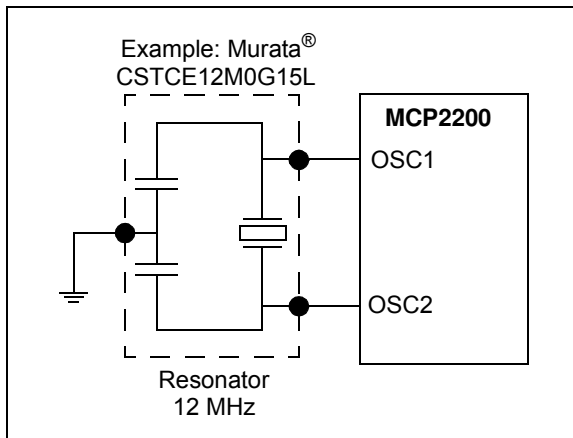 Example: Murata®
CSTCE12M0G15L
MCP2200
OSC1
OSC2
Resonator
12 MHz